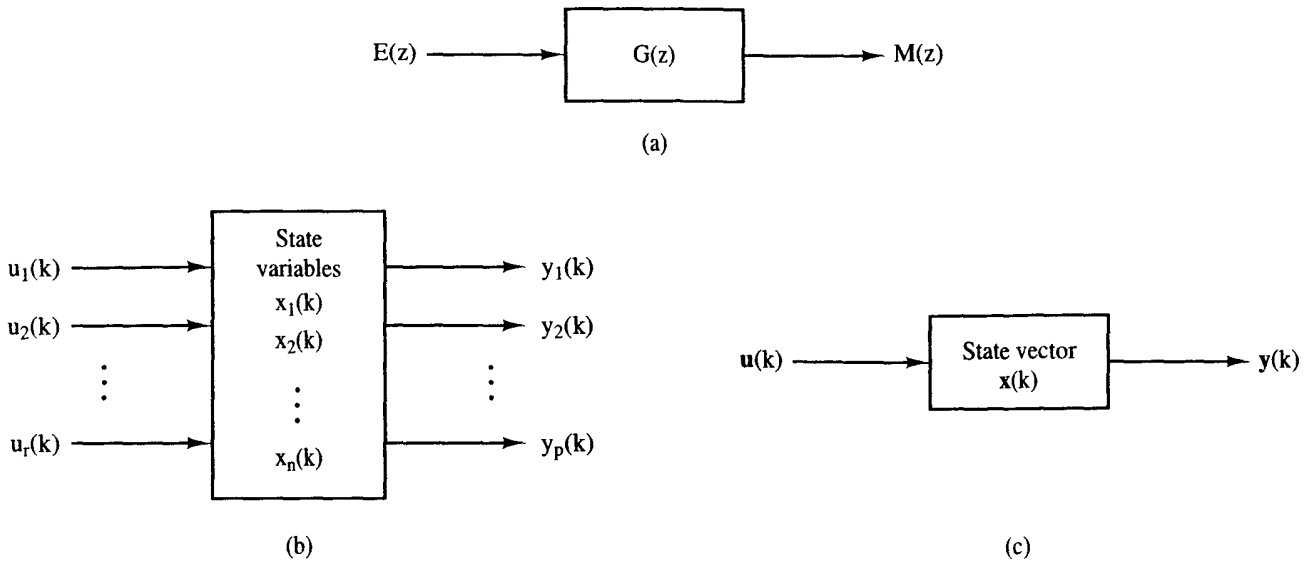 E(z) G(z) M(z)
(a)
State
variables
u₁(k) y₁(k)
x₁(k)
u₂(k) x₂(k) y₂(k)
⋮ ⋮ ⋮
uᵣ(k) xₙ(k) yₚ(k)
(b)
u(k) State vector y(k)
x(k)
(c)